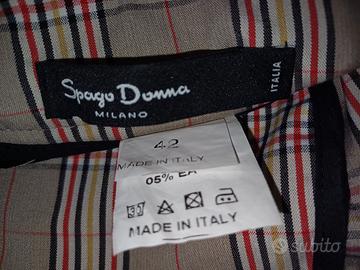 Spago Donna
MILANO
ITALIA
42
MADE IN ITALY
05% EA
MADE IN ITALY
subito